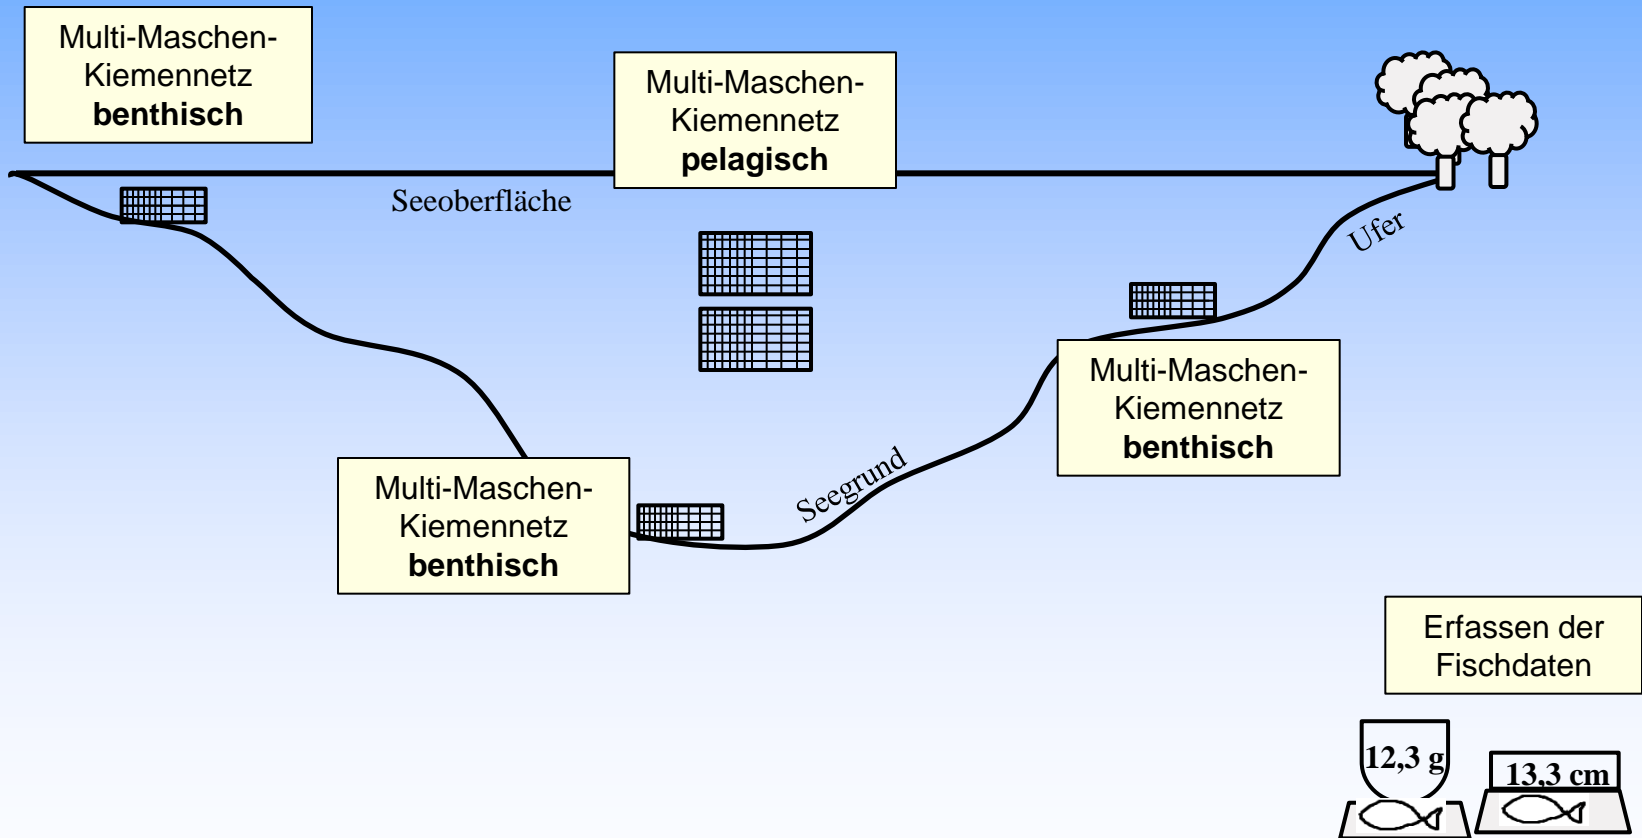 Multi-Maschen-
Kiemennetz
benthisch
Multi-Maschen-
Kiemennetz
pelagisch
Seeoberfläche
Ufer
Multi-Maschen-
Kiemennetz
benthisch
Seegrund
Multi-Maschen-
Kiemennetz
benthisch
Erfassen der
Fischdaten
12,3 g
13,3 cm